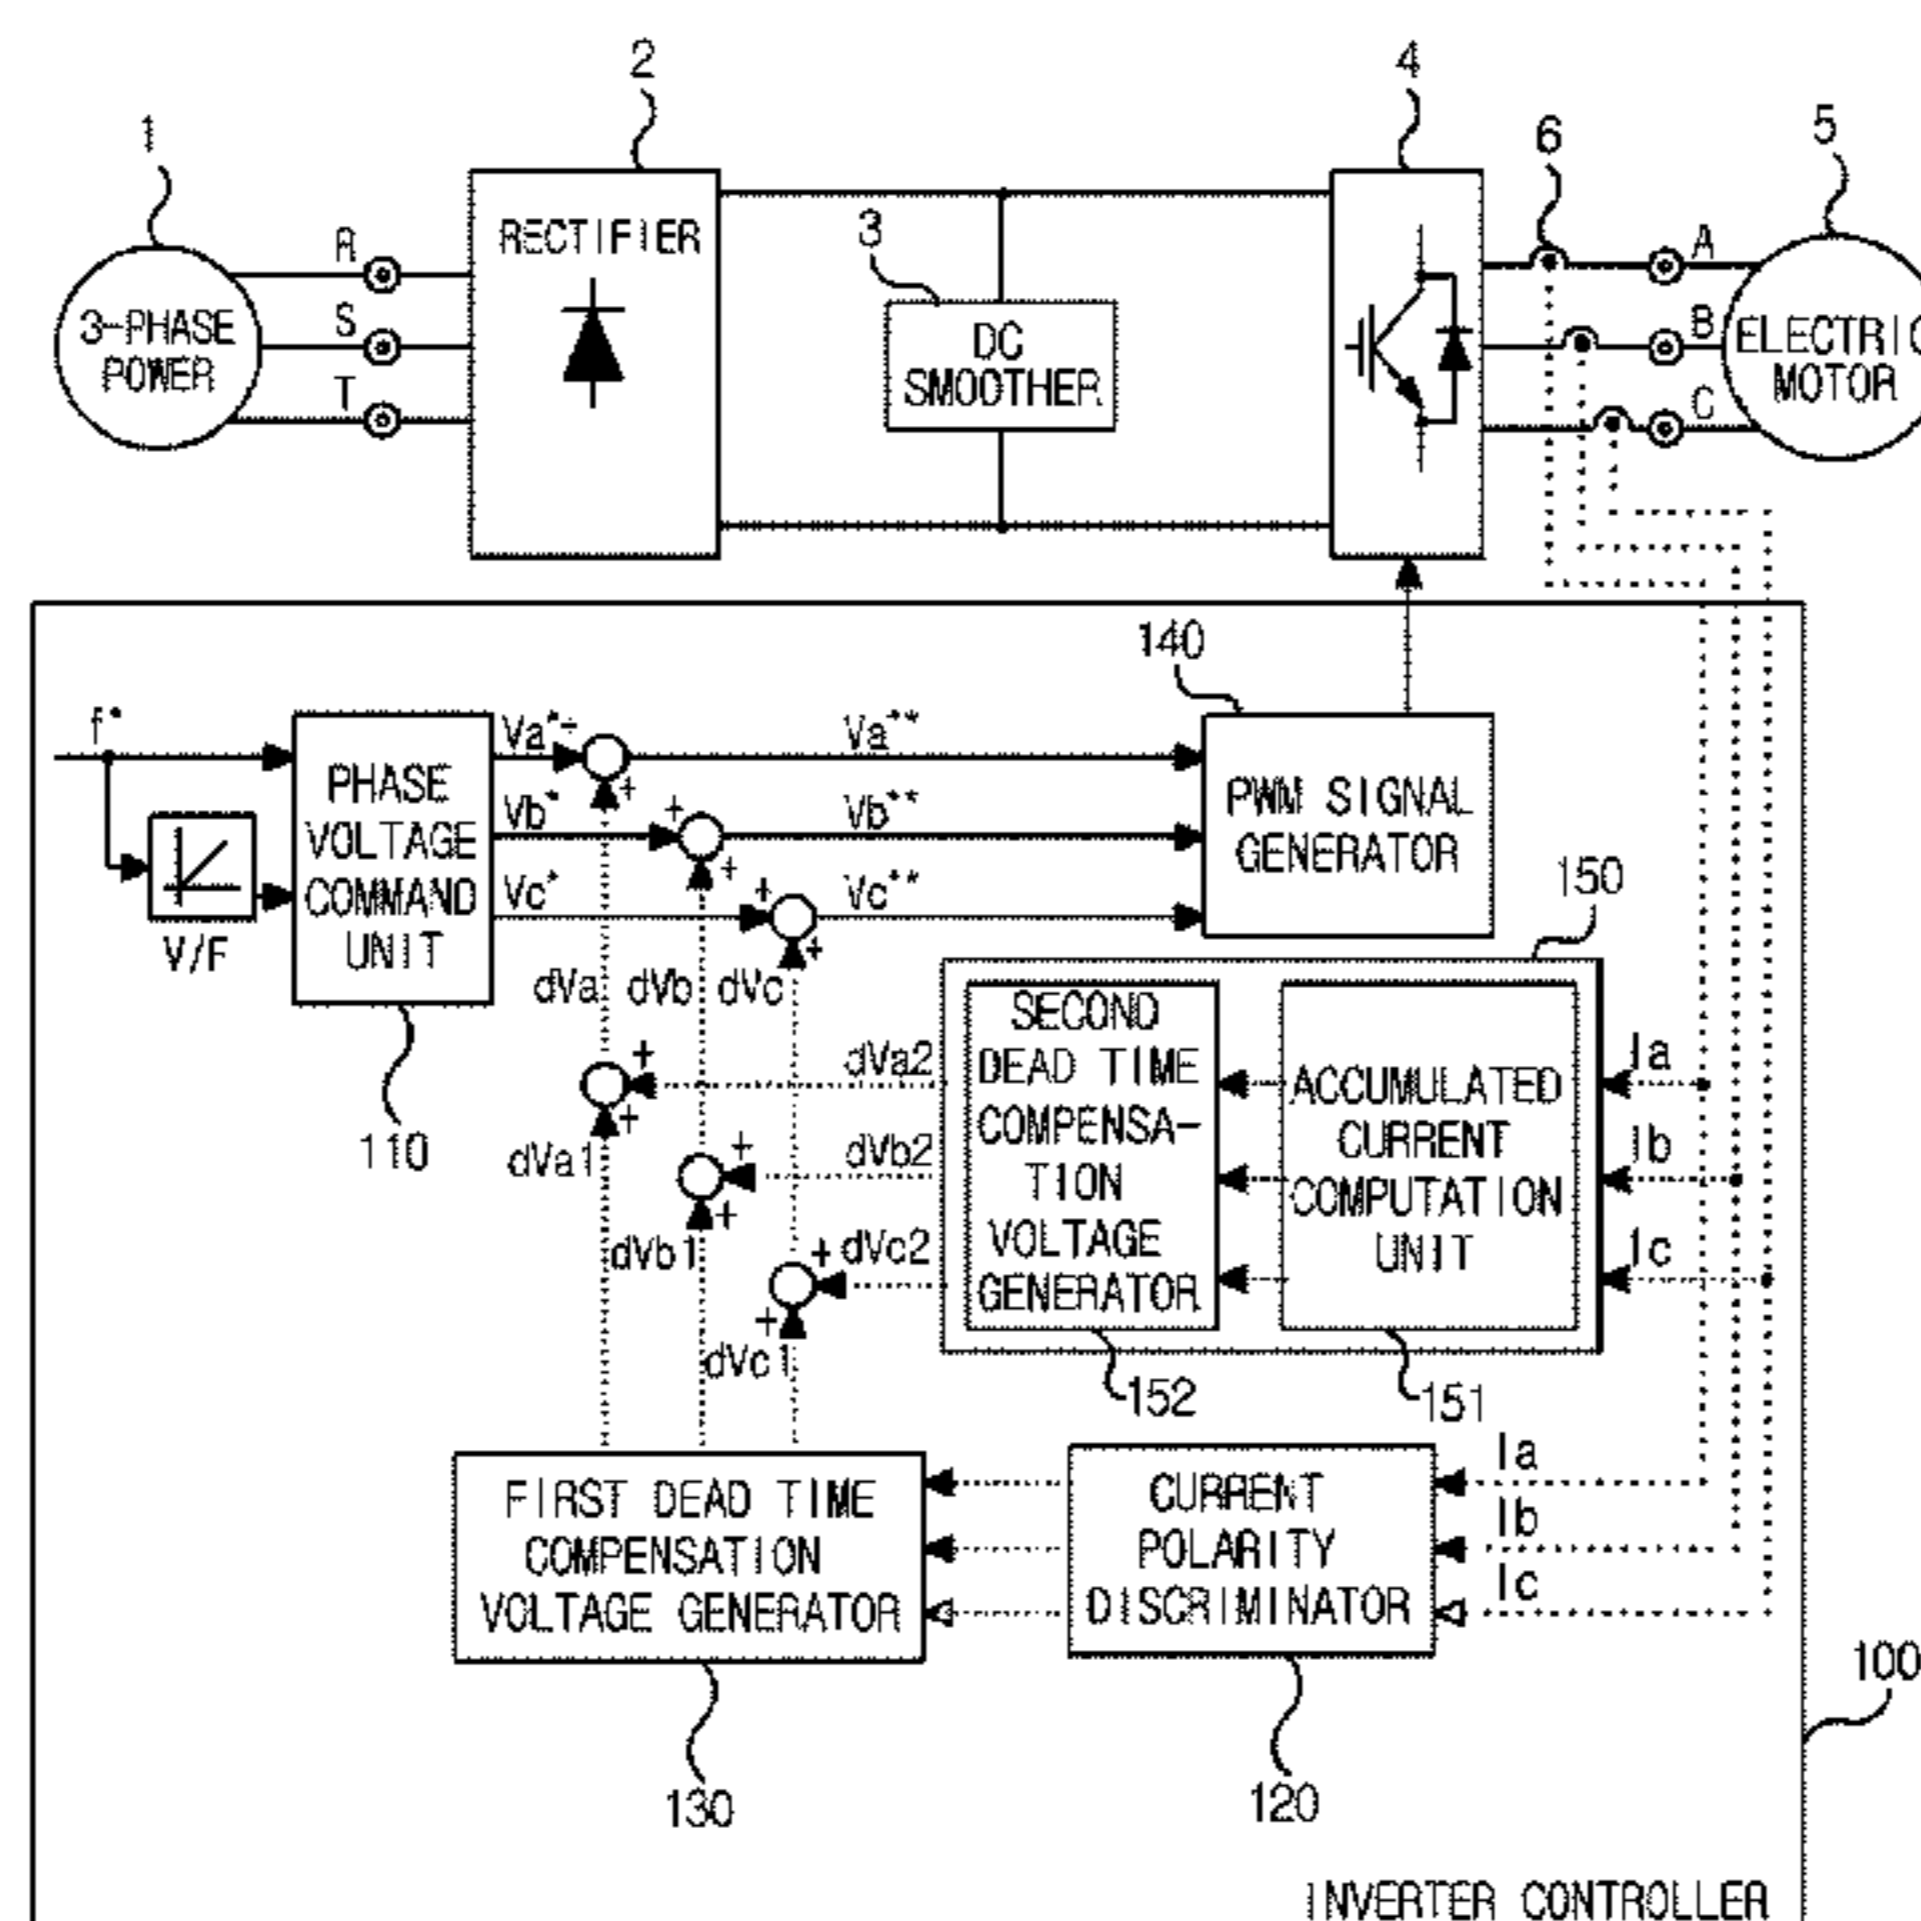 2
4
1
6
5
R
RECTIFIER
3
A
3-PHASE
POWER
S
DC
SMOOTHER
B
ELECTRIC
MOTOR
T
C
140
f*
Va*+
Va**
PHASE
VOLTAGE
COMMAND
UNIT
+
Vb*
+
Vb**
PWM SIGNAL
GENERATOR
+
Vc*
+
Vc**
150
V/F
+
dVa
dVb
dVc
SECOND
DEAD TIME
COMPENSA-
TION
VOLTAGE
GENERATOR
ACCUMULATED
CURRENT
COMPUTATION
UNIT
+
dVa2
Ia
110
+
dVa1
+
dVb2
Ib
+
dVb1
+
dVc2
Ic
+
dVc1
152
151
FIRST DEAD TIME
COMPENSATION
VOLTAGE GENERATOR
CURRENT
POLARITY
DISCRIMINATOR
Ia
Ib
Ic
100
130
120
INVERTER CONTROLLER